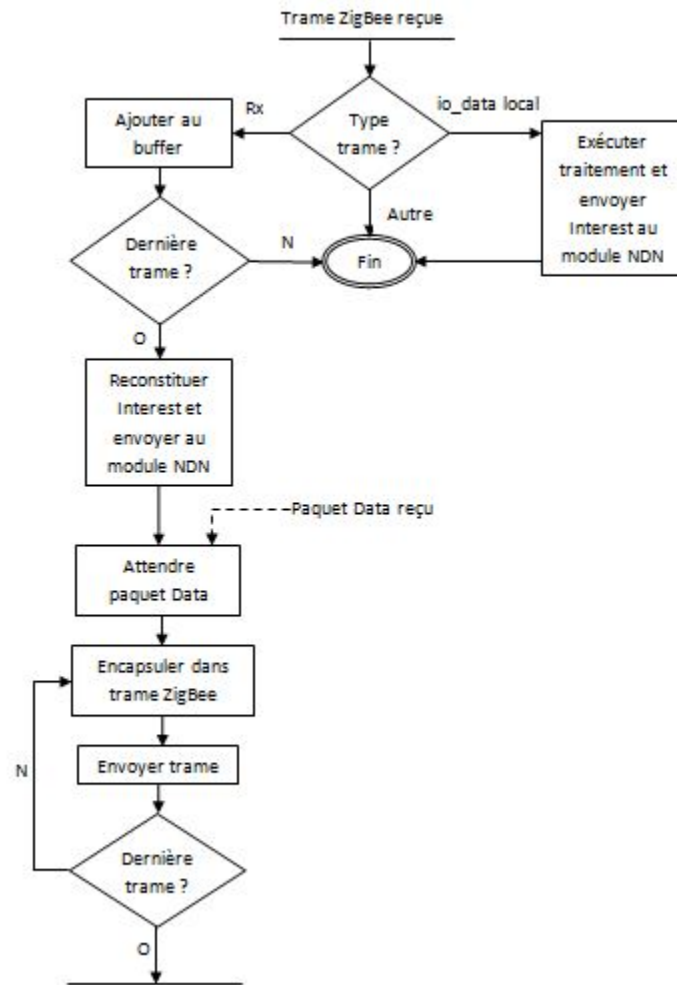 Trame ZigBee reçue
Rx
Type
trame ?
io_data local
Ajouter au
buffer
Exécuter
traitement et
envoyer
Interest au
module NDN
Autre
Dernière
trame ?
N
Fin
O
Reconstituer
Interest et
envoyer au
module NDN
Paquet Data reçu
Attendre
paquet Data
Encapsuler dans
trame ZigBee
N
Envoyer trame
Dernière
trame ?
O